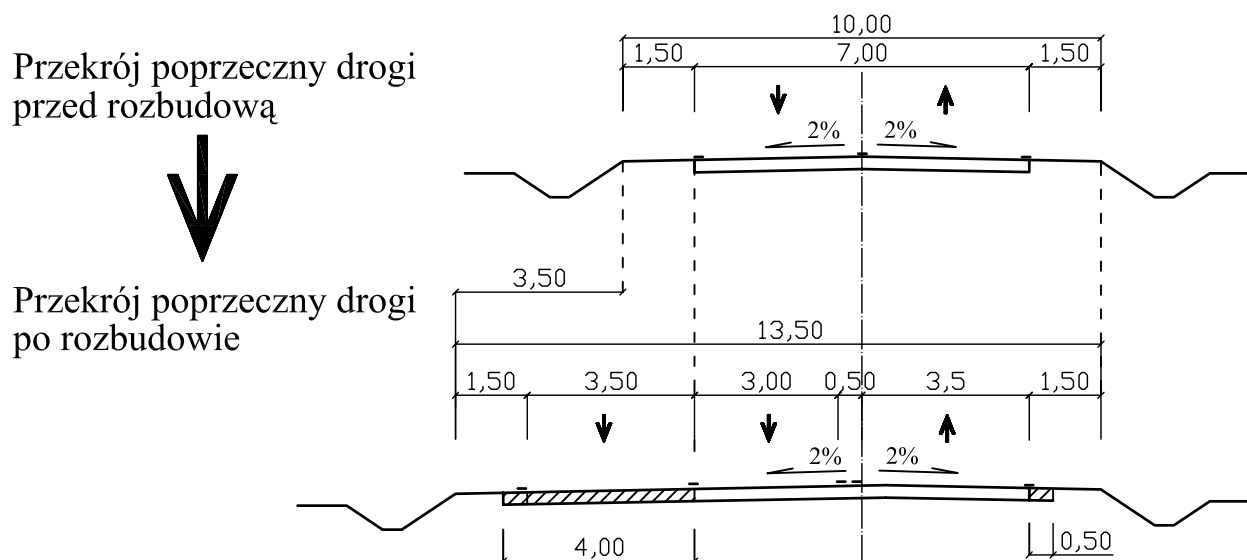 10,00
1,50 7,00 1,50
Przekrój poprzeczny drogi
przed rozbudową
2% 2%
3,50
Przekrój poprzeczny drogi
po rozbudowie
13,50
1,50 3,50 3,00 0,50 3,5 1,50
2% 2%
4,00 0,50